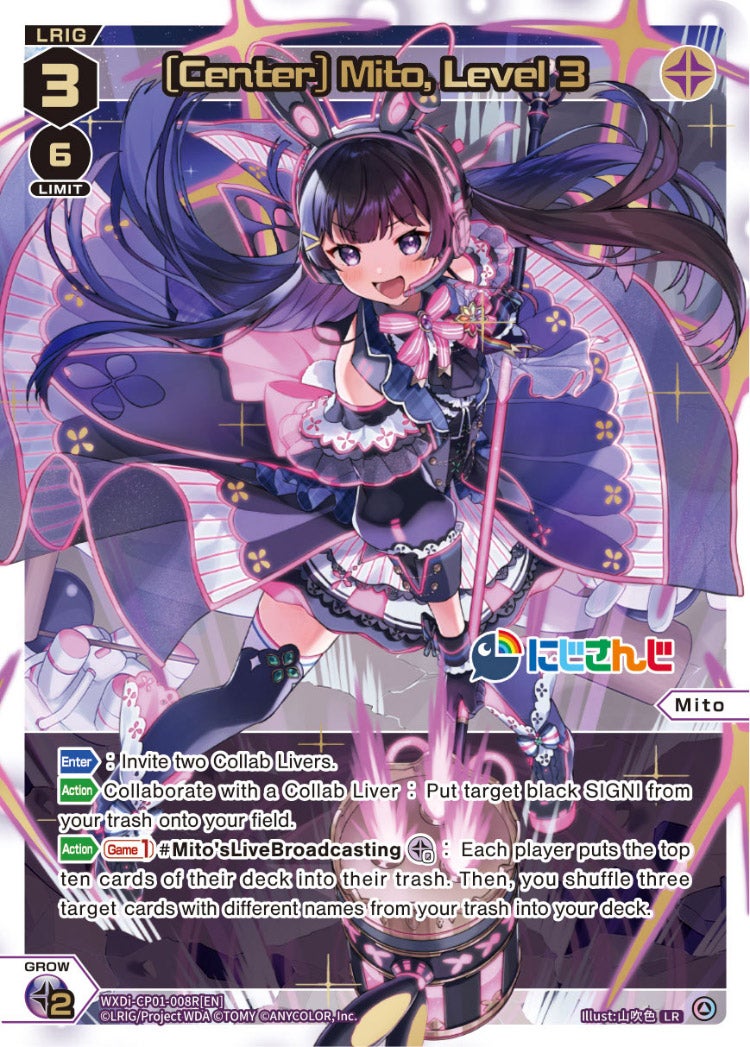 LRIG
3
[Center] Mito, Level 3
6
LIMIT
にじさんじ
Mito
Enter : Invite two Collab Livers.
Action Collaborate with a Collab Liver : Put target black SIGNI from
your trash onto your field.
Action Game 1 #Mito'sLiveBroadcasting 0 : Each player puts the top
ten cards of their deck into their trash. Then, you shuffle three
target cards with different names from your trash into your deck.
GROW
2
WXDi-CP01-008R[EN]
©LRIG/Project WDA ©TOMY ©ANYCOLOR, Inc.
Illust:山吹色 LR